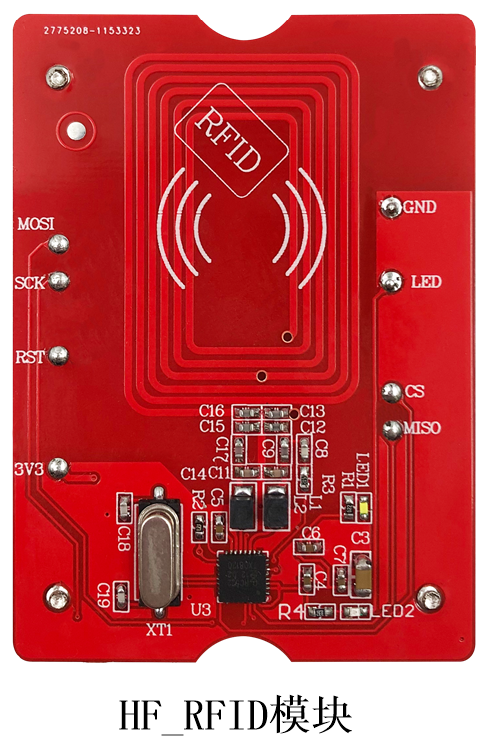 2775208-1153323
RFID
MOSI
GND
SCK
LED
RST
CS
MISO
3V3
C16
C13
C15
C12
C17
C9
C8
C14
C11
R3
LED1
R1
R2
C5
L2
L1
C18
C6
C7
C3
C19
C4
U3
XT1
R4
LED2
HF_RFID模块